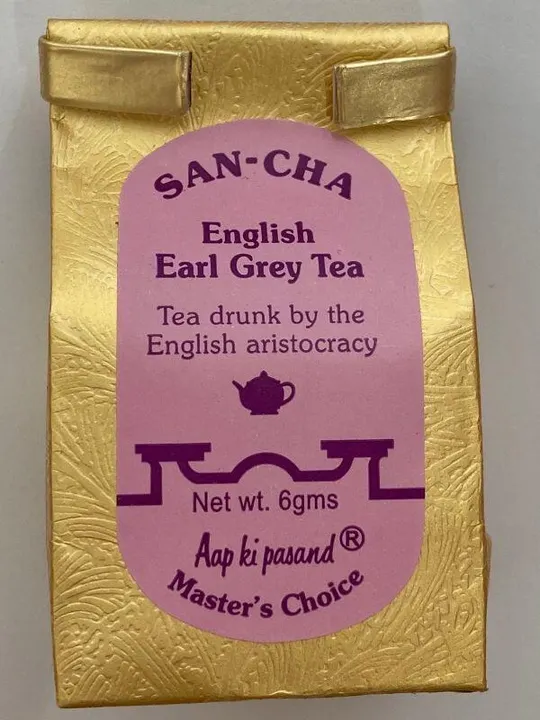 SAN-CHA
English
Earl Grey Tea
Tea drunk by the
English aristocracy
Net wt. 6gms
Aap ki pasand®
Master's Choice